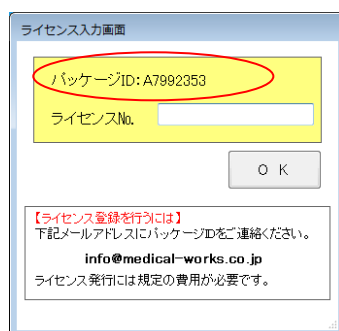 ライセンス入力画面
パッケージID:A7992353
ライセンスNo.
OK
【ライセンス登録を行うには】
下記メールアドレスにパッケージIDをご連絡ください。
info@medical-works.co.jp
ライセンス発行には規定の費用が必要です。